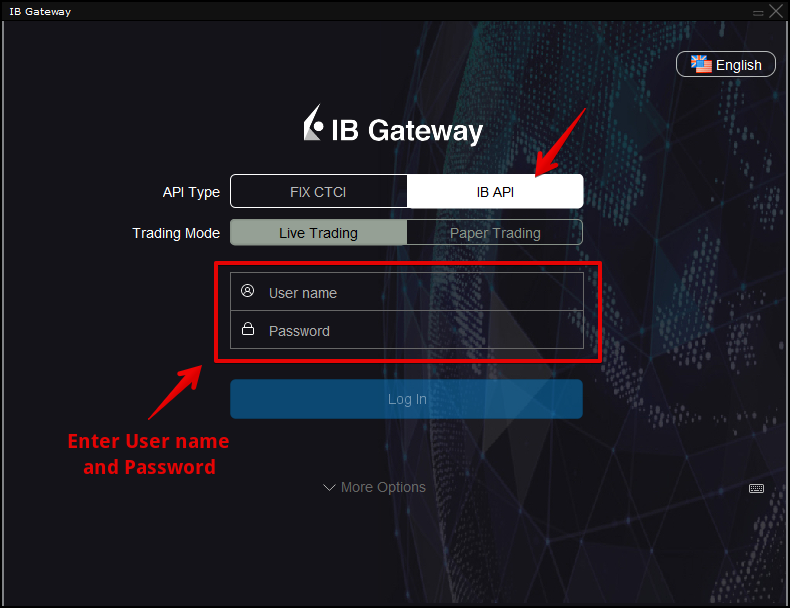 IB Gateway
English
IB Gateway
API Type FIX CTCI IB API
Trading Mode Live Trading Paper Trading
User name
Password
Log In
Enter User name
and Password
More Options